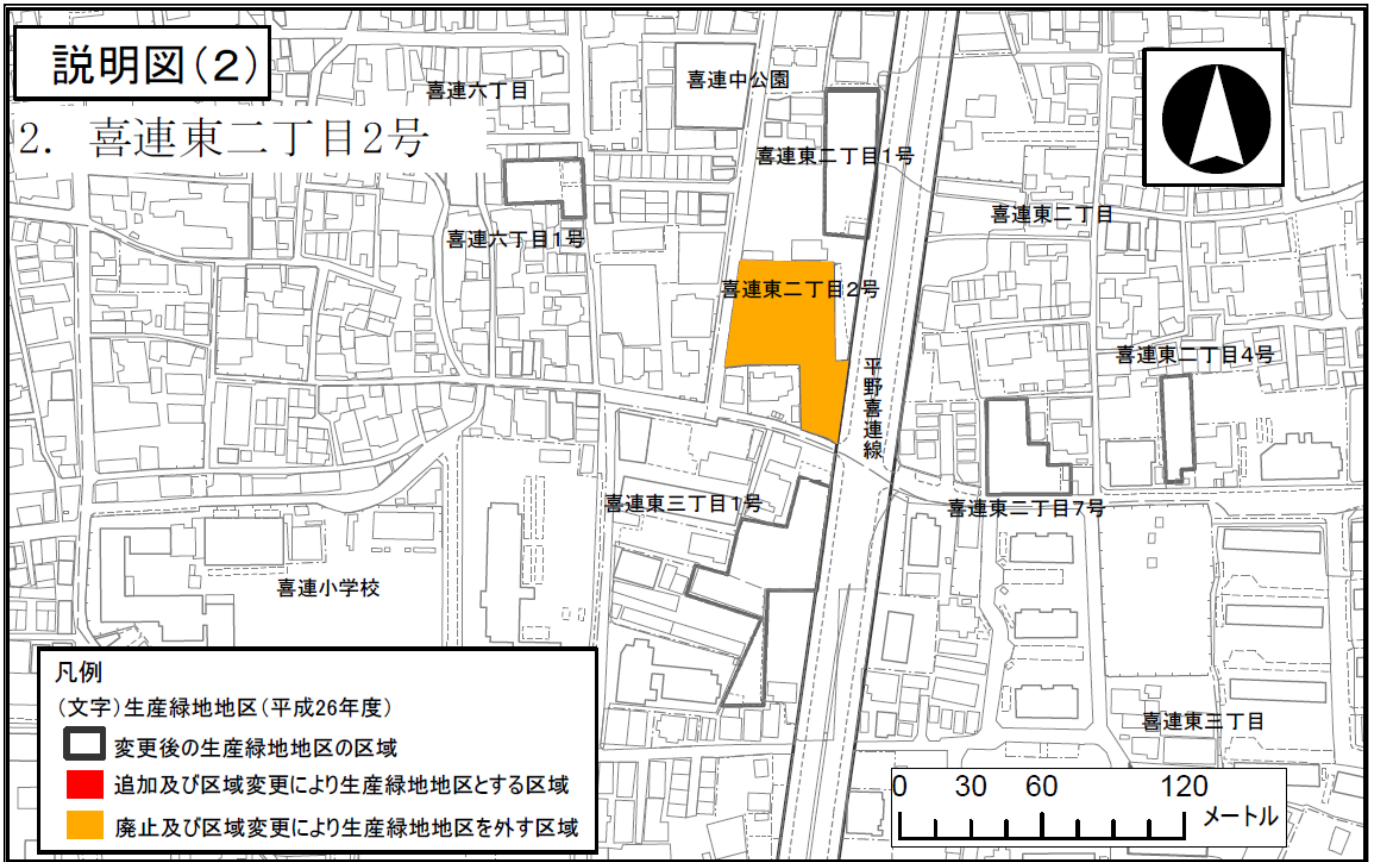 説明図(2)
2. 喜連東二丁目2号
喜連六丁目
喜連中公園
喜連東二丁目1号
喜連東二丁目
喜連六丁目1号
喜連東二丁目2号
喜連東二丁目4号
平野喜連線
喜連東三丁目1号
喜連東二丁目7号
喜連小学校
喜連東三丁目
凡例
(文字)生産緑地地区(平成26年度)
変更後の生産緑地地区の区域
追加及び区域変更により生産緑地地区とする区域
廃止及び区域変更により生産緑地地区を外す区域
0 30 60 120
メートル